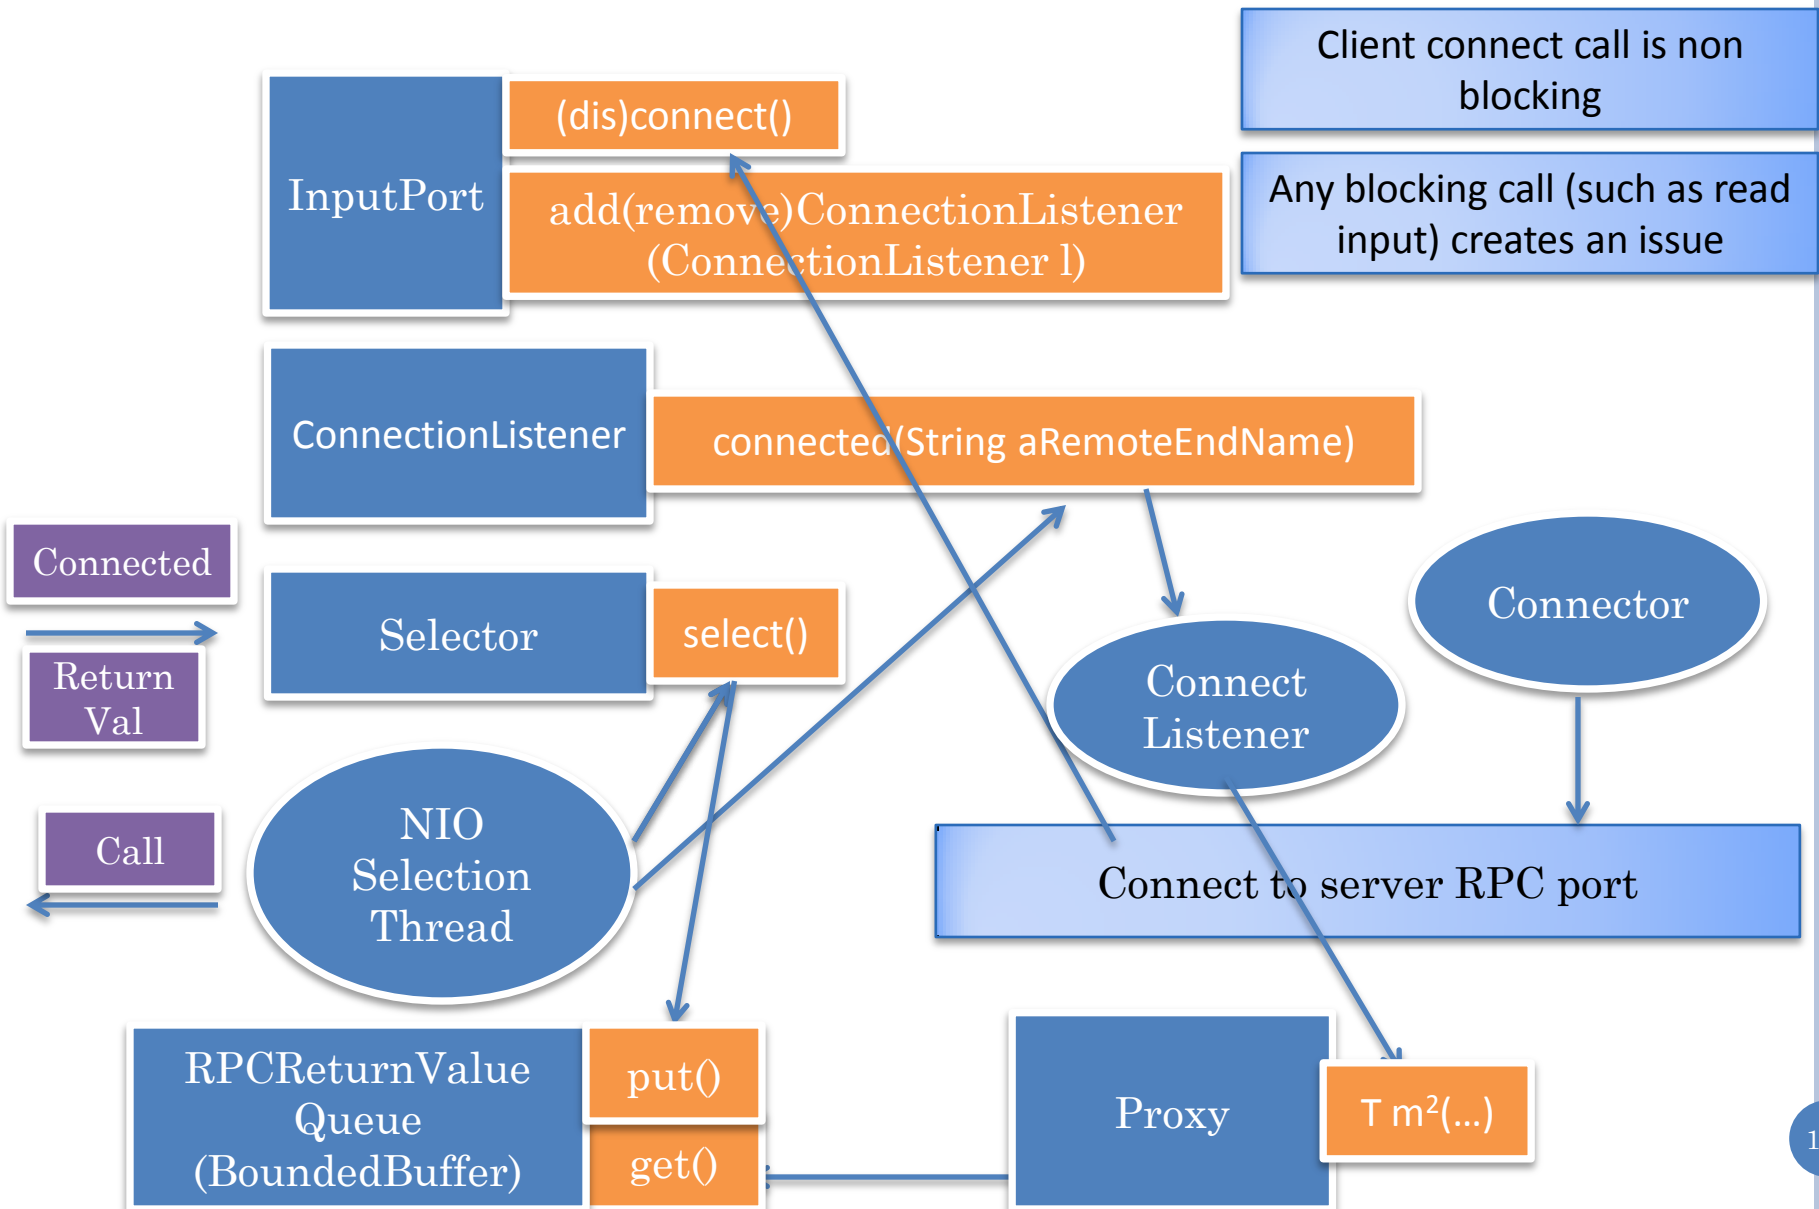 Client connect call is non
blocking
(dis)connect()
InputPort
add(remove)ConnectionListener
(ConnectionListener l)
Any blocking call (such as read
input) creates an issue
ConnectionListener
connected(String aRemoteEndName)
Connected
Return
Val
Selector
select()
Connector
Connect
Listener
Call
NIO
Selection
Thread
Connect to server RPC port
RPCReturnValue
Queue
(BoundedBuffer)
put()
get()
Proxy
T m²(...)
1